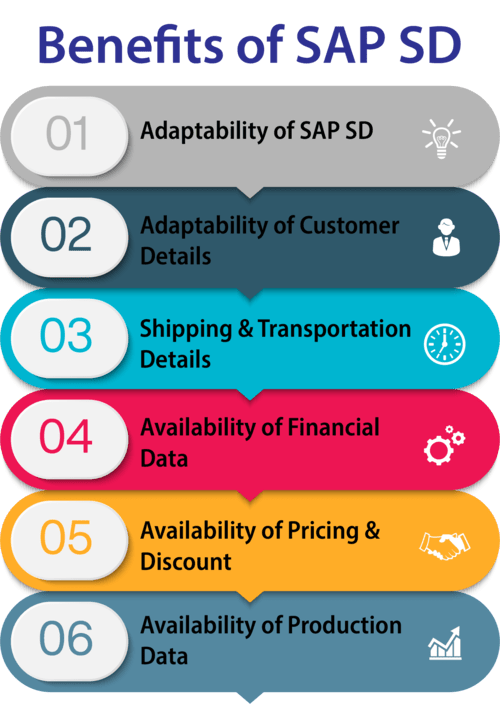 Benefits of SAP SD
01
Adaptability of SAP SD
02
Adaptability of Customer
Details
03
Shipping & Transportation
Details
04
Availability of Financial
Data
05
Availability of Pricing &
Discount
06
Availability of Production
Data